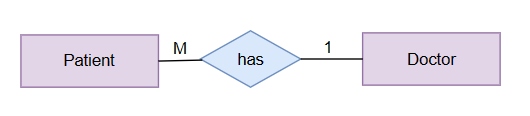 Patient
M
has
1
Doctor